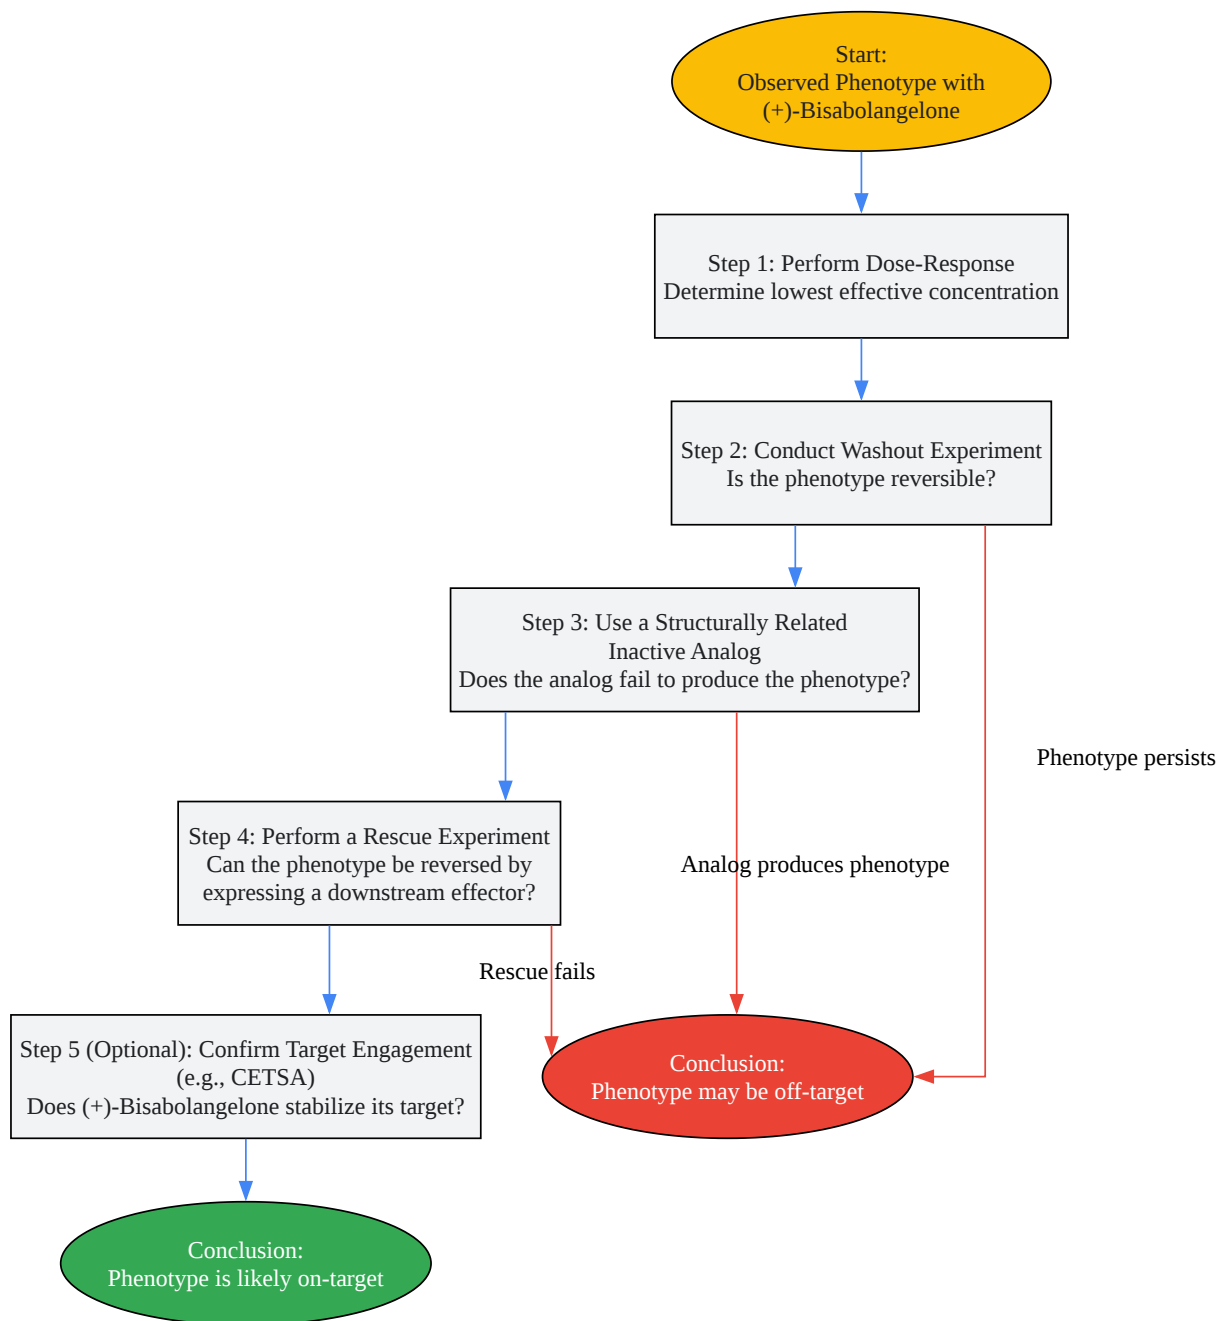 Start:
Observed Phenotype with
(+)-Bisabolangelone
Step 1: Perform Dose-Response
Determine lowest effective concentration
Step 2: Conduct Washout Experiment
Is the phenotype reversible?
Step 3: Use a Structurally Related
Inactive Analog
Does the analog fail to produce the phenotype?
Phenotype persists
Step 4: Perform a Rescue Experiment
Can the phenotype be reversed by
expressing a downstream effector?
Analog produces phenotype
Rescue fails
Step 5 (Optional): Confirm Target Engagement
(e.g., CETSA)
Does (+)-Bisabolangelone stabilize its target?
Conclusion:
Phenotype may be off-target
Conclusion:
Phenotype is likely on-target